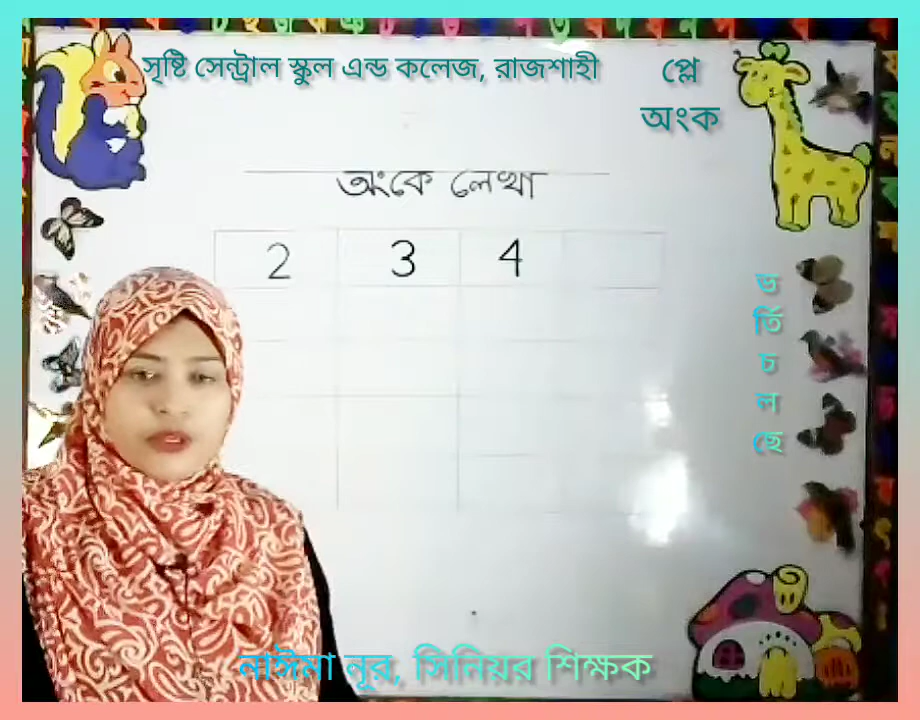 সৃষ্টি সেন্ট্রাল স্কুল এন্ড কলেজ, রাজশাহী
প্লে
অংক
অংকে লেখা
2 3 4
ভ
র্তি
চ
ল
ছে
নাঈমা নূর, সিনিয়র শিক্ষক